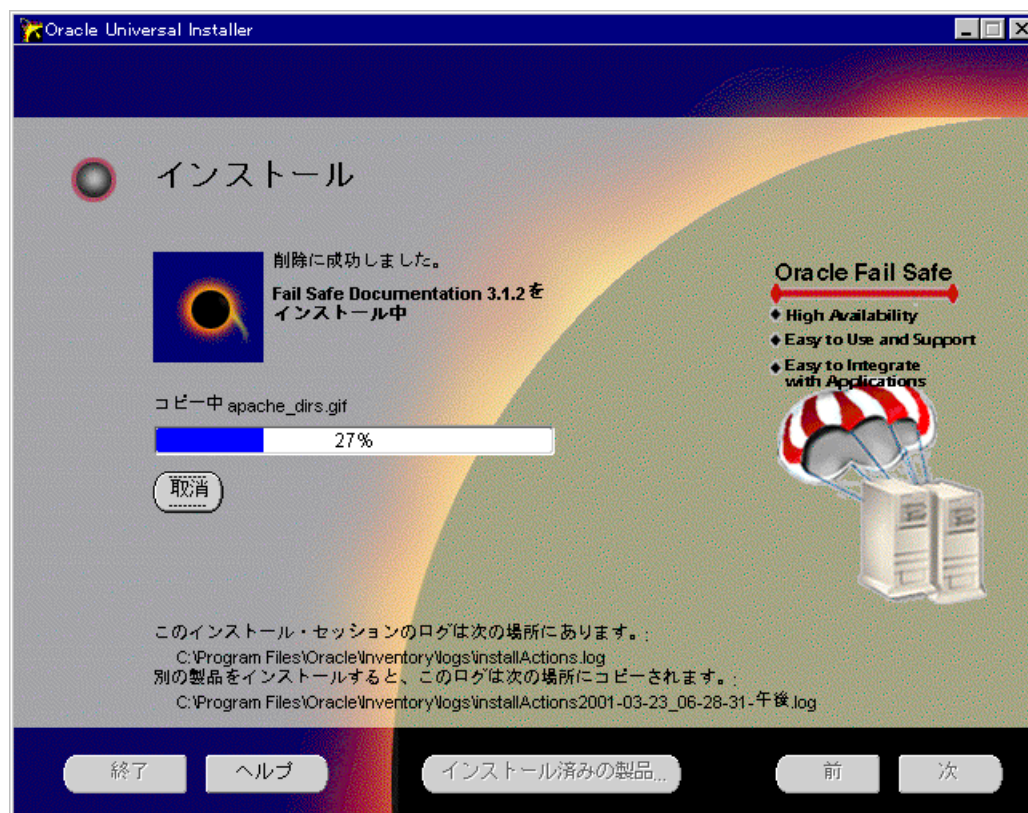 Oracle Universal Installer
インストール
削除に成功しました。
Fail Safe Documentation 3.1.2 を
インストール中
コピー中 apache_dirs.gif
27%
取消
Oracle Fail Safe
High Availability
Easy to Use and Support
Easy to Integrate
with Applications
このインストール・セッションのログは次の場所にあります。:
C:\Program Files\Oracle\Inventory\logs\installActions.log
別の製品をインストールすると、このログは次の場所にコピーされます。:
C:\Program Files\Oracle\Inventory\logs\installActions2001-03-23_06-28-31-午後.log
終了
ヘルプ
インストール済みの製品...
前
次